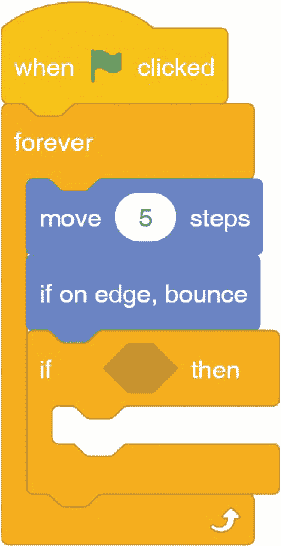 when clicked
forever
move 5 steps
if on edge, bounce
if then